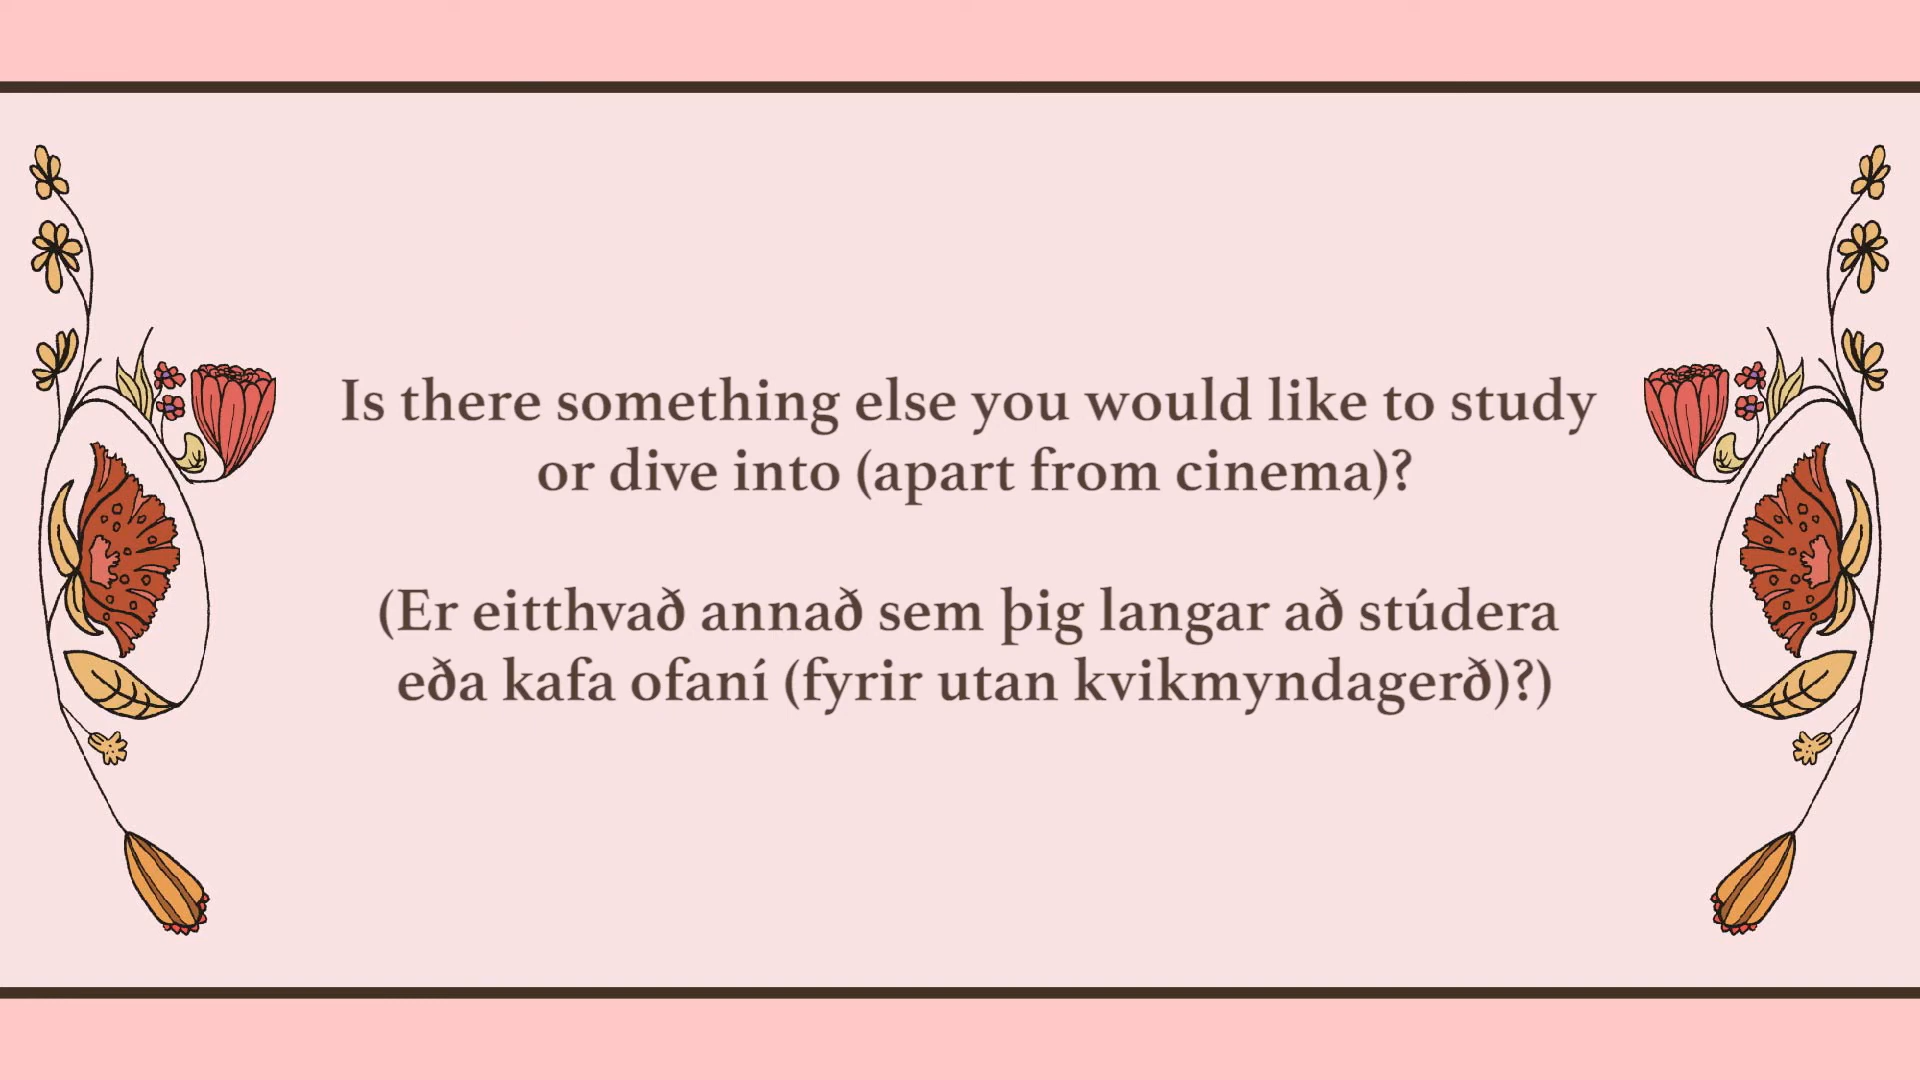 Is there something else you would like to study
or dive into (apart from cinema)?
(Er eitthvað annað sem þig langar að stúdera
eða kafa ofaní (fyrir utan kvikmyndagerð)?)